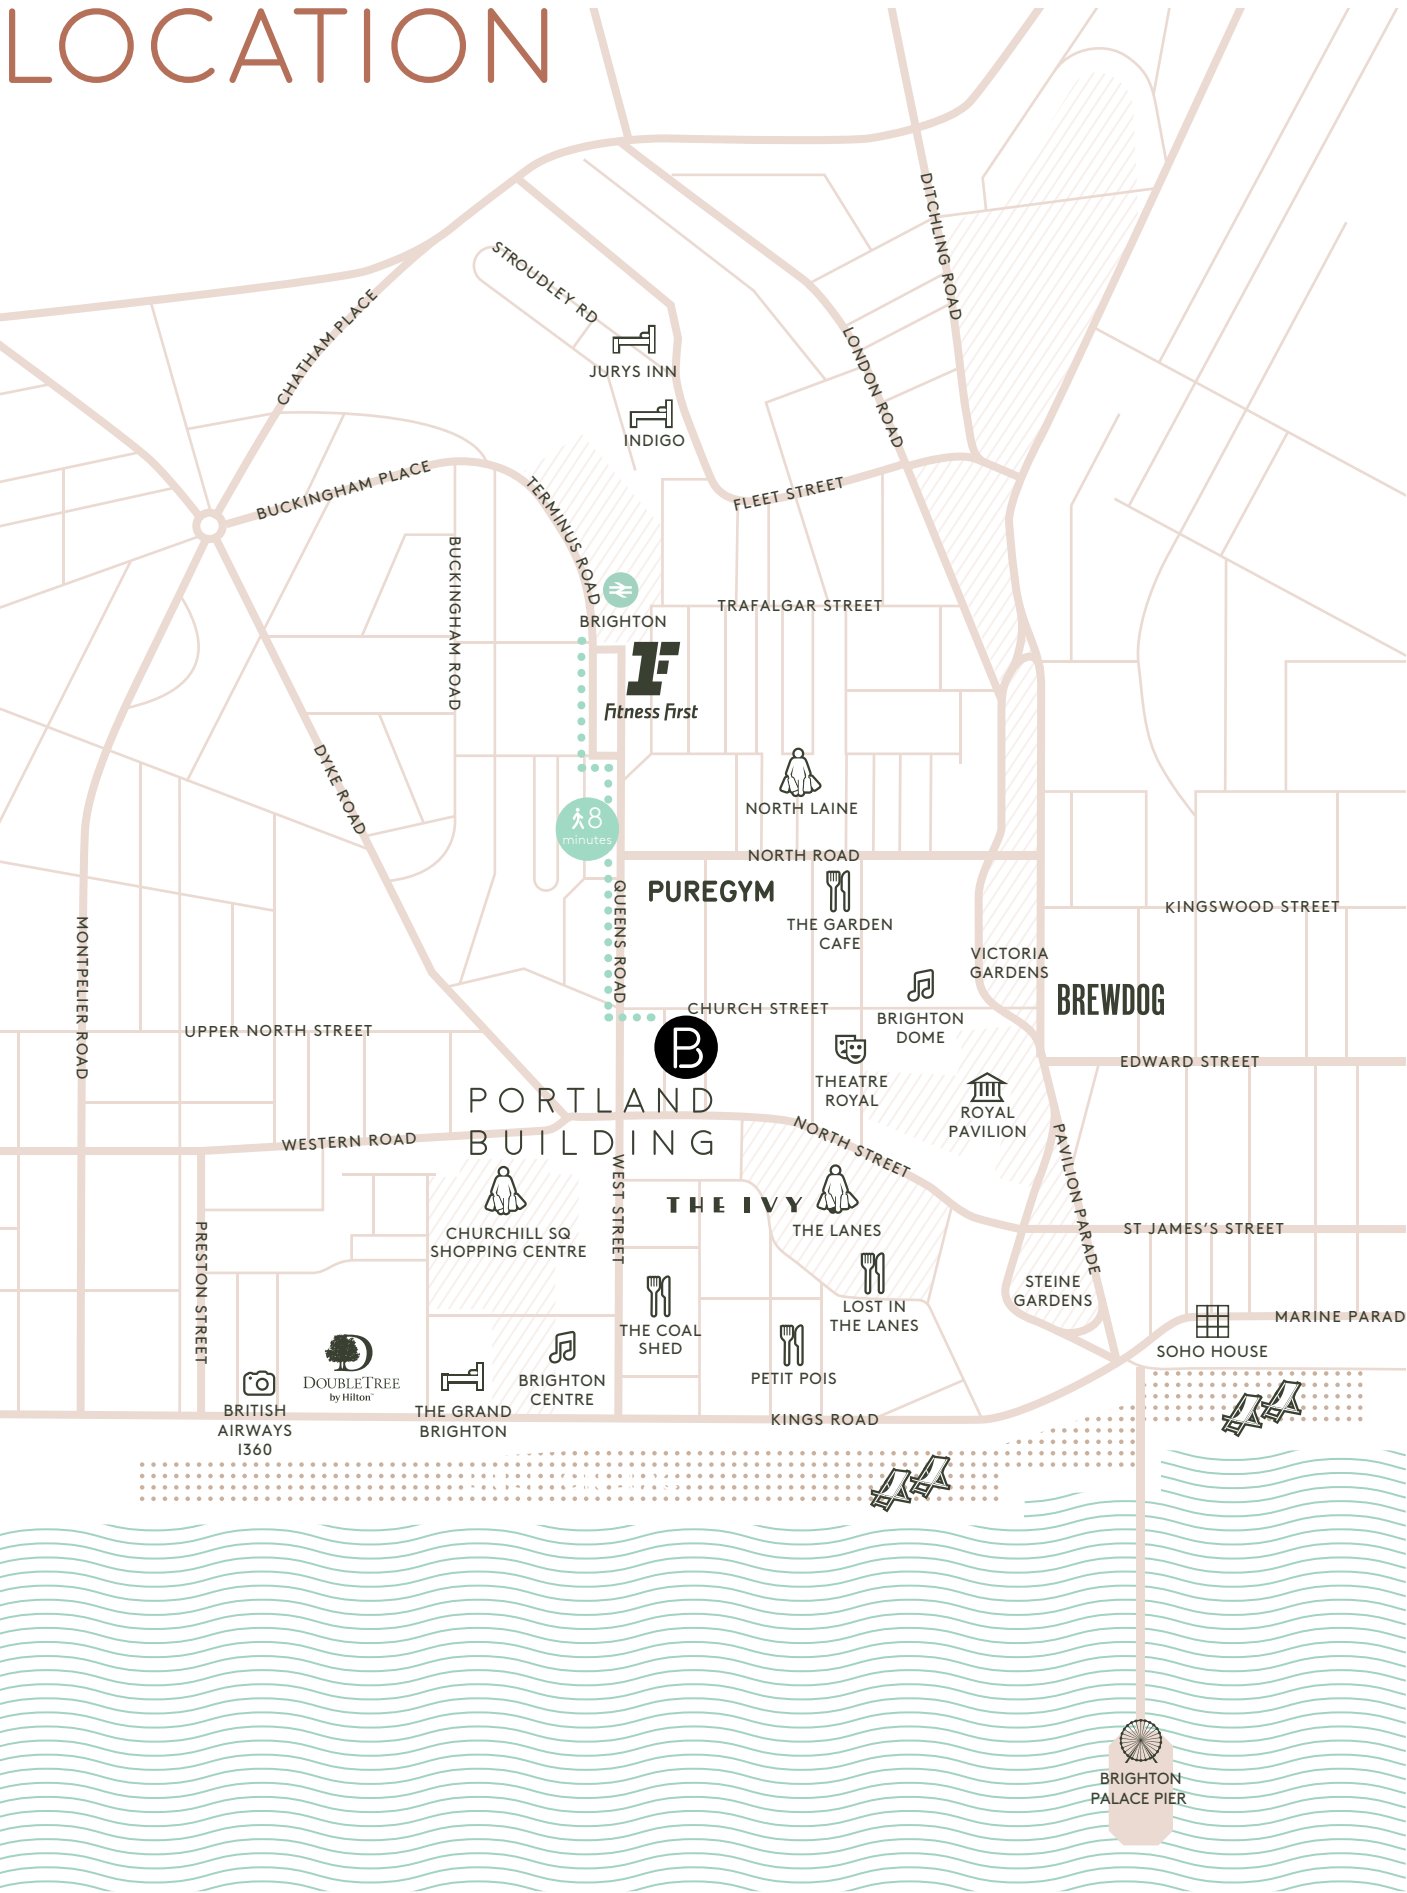 LOCATION
DITCHLING ROAD
STROUDLEY RD
CHATHAM PLACE
JURYS INN
LONDON ROAD
INDIGO
BUCKINGHAM PLACE
FLEET STREET
TERMINUS ROAD
BUCKINGHAM ROAD
TRAFALGAR STREET
BRIGHTON
F
Fitness First
DYKE ROAD
NORTH LAINE
8
minutes
NORTH ROAD
PUREGYM
QUEENS ROAD
THE GARDEN
CAFE
KINGSWOOD STREET
MONTPELIER ROAD
VICTORIA
GARDENS
BREWDOG
CHURCH STREET
BRIGHTON
DOME
UPPER NORTH STREET
B
EDWARD STREET
THEATRE
ROYAL
PORTLAND
BUILDING
ROYAL
PAVILION
NORTH STREET
WESTERN ROAD
PAVILION PARADE
WEST STREET
THE IVY
THE LANES
CHURCHILL SQ
SHOPPING CENTRE
ST JAMES'S STREET
PRESTON STREET
STEINE
GARDENS
LOST IN
THE LANES
MARINE PARAD
THE COAL
SHED
SOHO HOUSE
PETIT POIS
D
DOUBLETREE
by Hilton™
BRIGHTON
CENTRE
BRITISH
AIRWAYS
I360
THE GRAND
BRIGHTON
KINGS ROAD
BRIGHTON
PALACE PIER